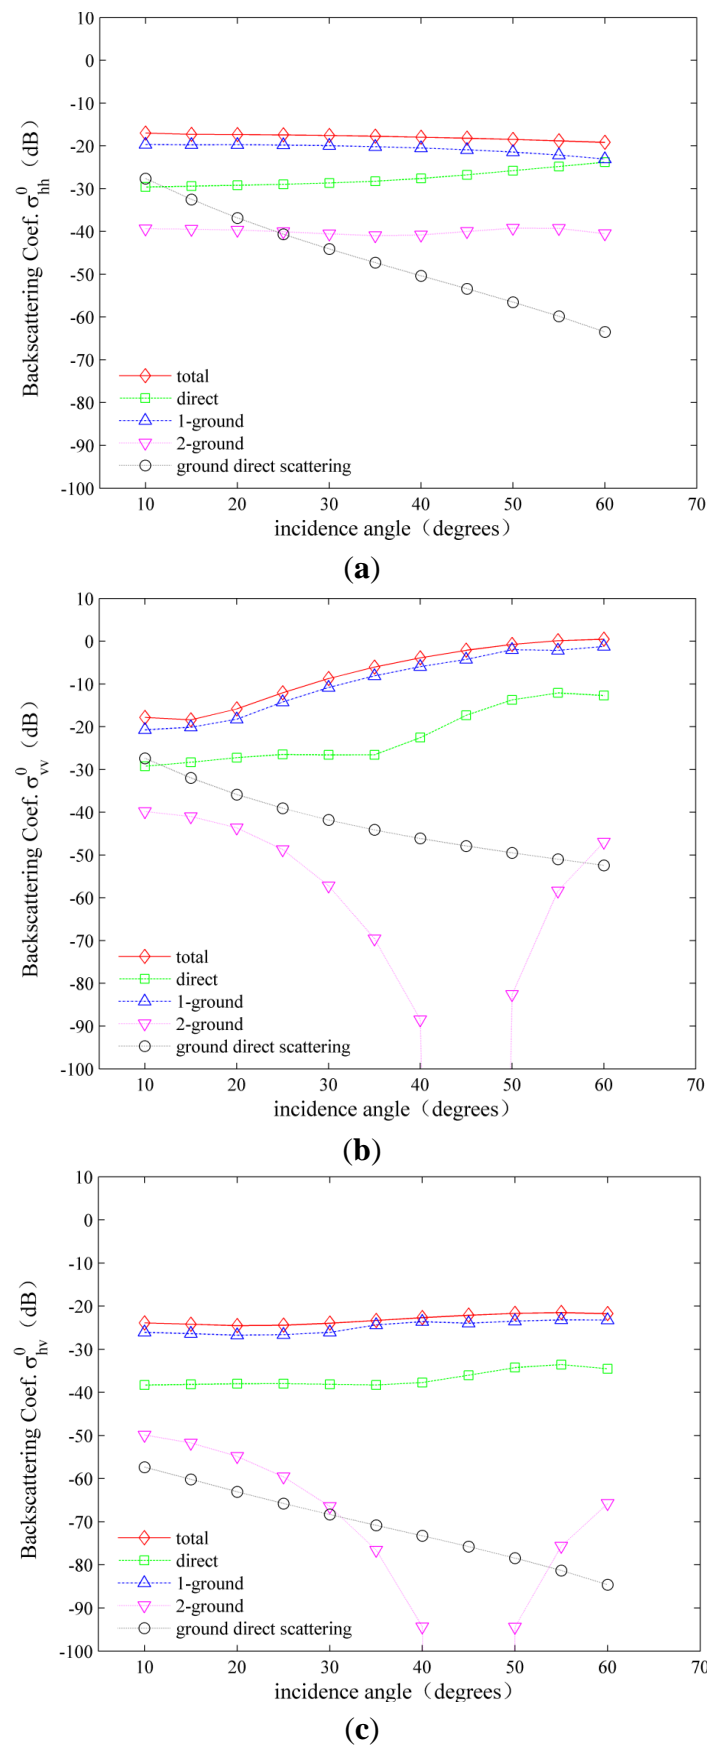 10
0
-10
-20
-30
-40
-50
-60
-70
-80
-90
-100
Backscattering Coef. σ⁰hh（dB）
total
direct
1-ground
2-ground
ground direct scattering
10 20 30 40 50 60 70
incidence angle（degrees）
(a)
10
0
-10
-20
-30
-40
-50
-60
-70
-80
-90
-100
Backscattering Coef. σ⁰vv（dB）
total
direct
1-ground
2-ground
ground direct scattering
10 20 30 40 50 60 70
incidence angle（degrees）
(b)
10
0
-10
-20
-30
-40
-50
-60
-70
-80
-90
-100
Backscattering Coef. σ⁰hv（dB）
total
direct
1-ground
2-ground
ground direct scattering
10 20 30 40 50 60 70
incidence angle（degrees）
(c)